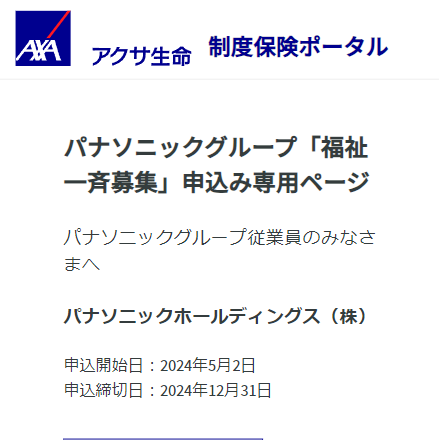 AXA
アクサ生命 制度保険ポータル
パナソニックグループ「福祉
一斉募集」申込み専用ページ
パナソニックグループ従業員のみなさ
まへ
パナソニックホールディングス（株）
申込開始日：2024年5月2日
申込締切日：2024年12月31日